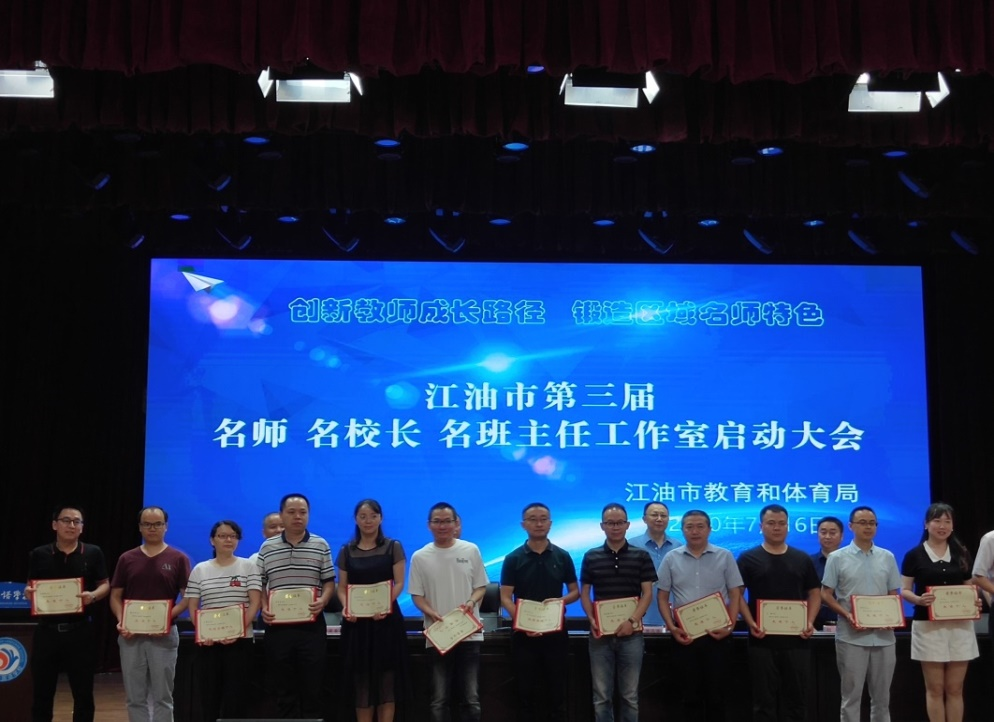 创新教师成长路径 锻造区域名师特色
江油市第三届
名师 名校长 名班主任工作室启动大会
江油市教育和体育局